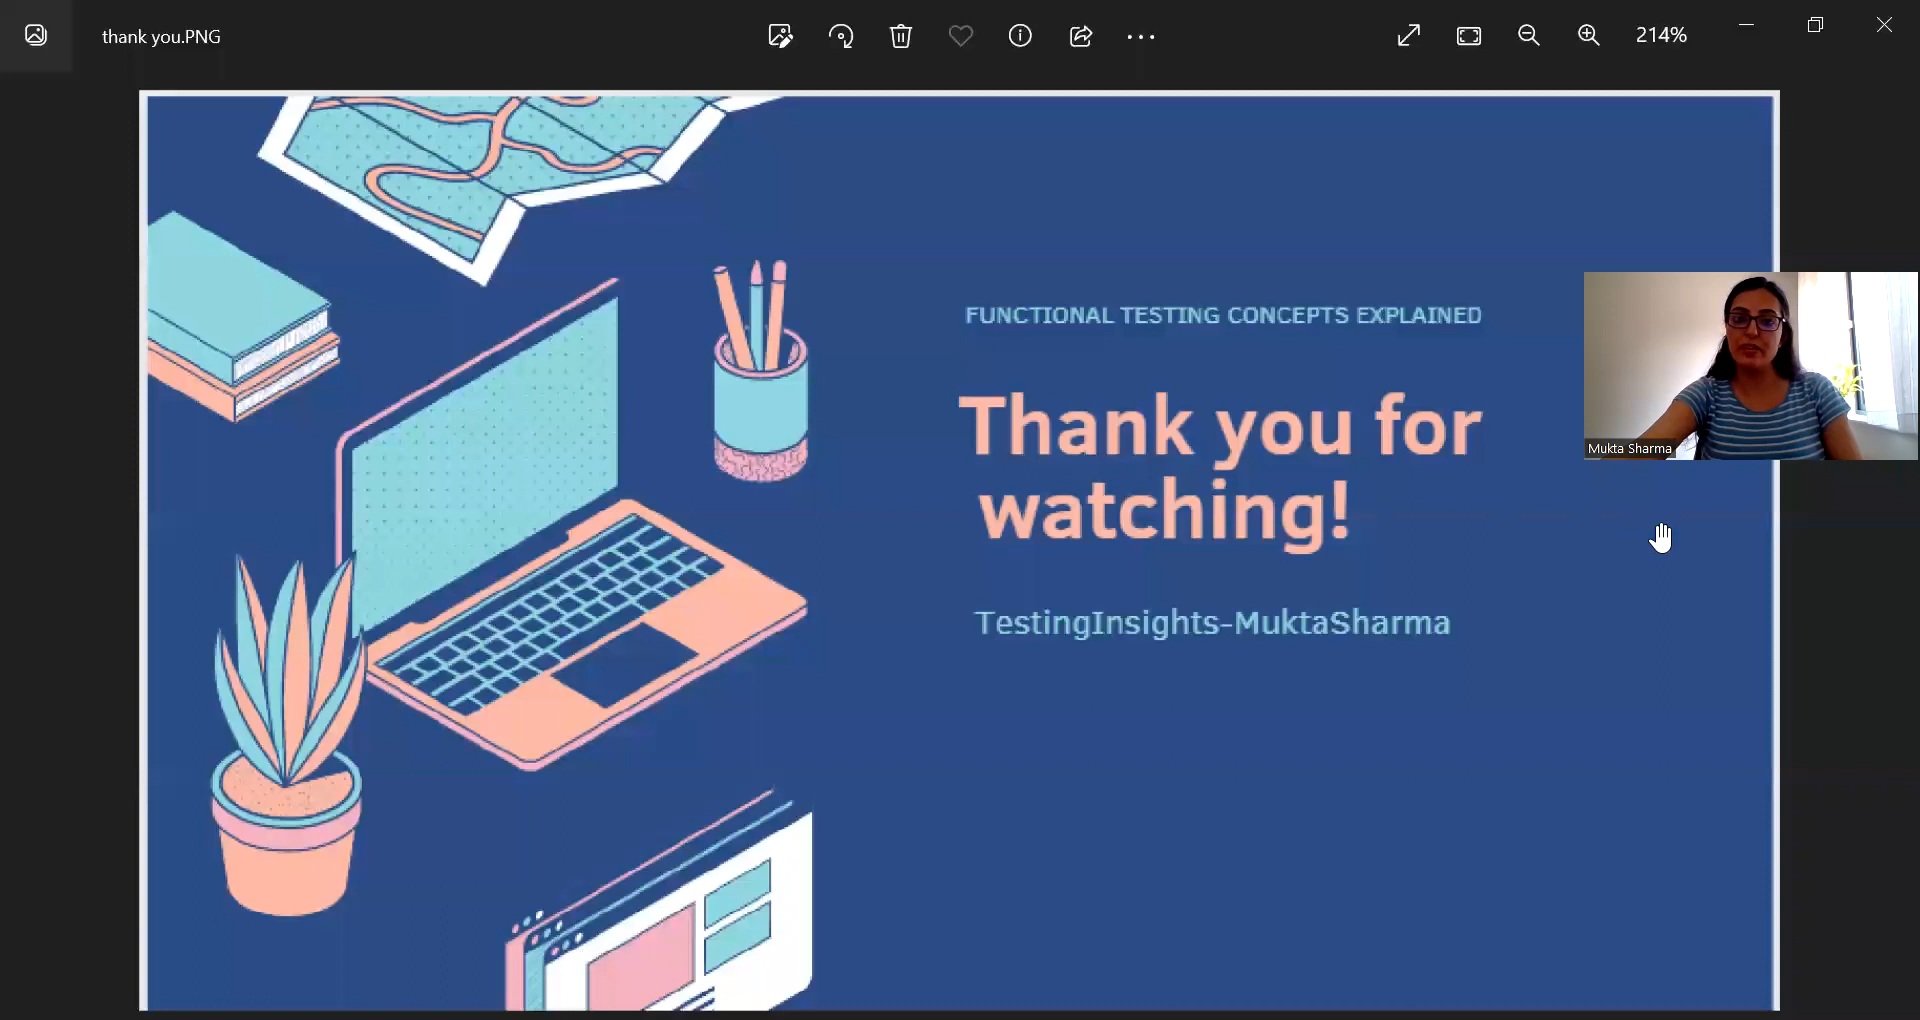 thank you.PNG
214%
FUNCTIONAL TESTING CONCEPTS EXPLAINED
Thank you for
watching!
Mukta Sharma
TestingInsights-MuktaSharma